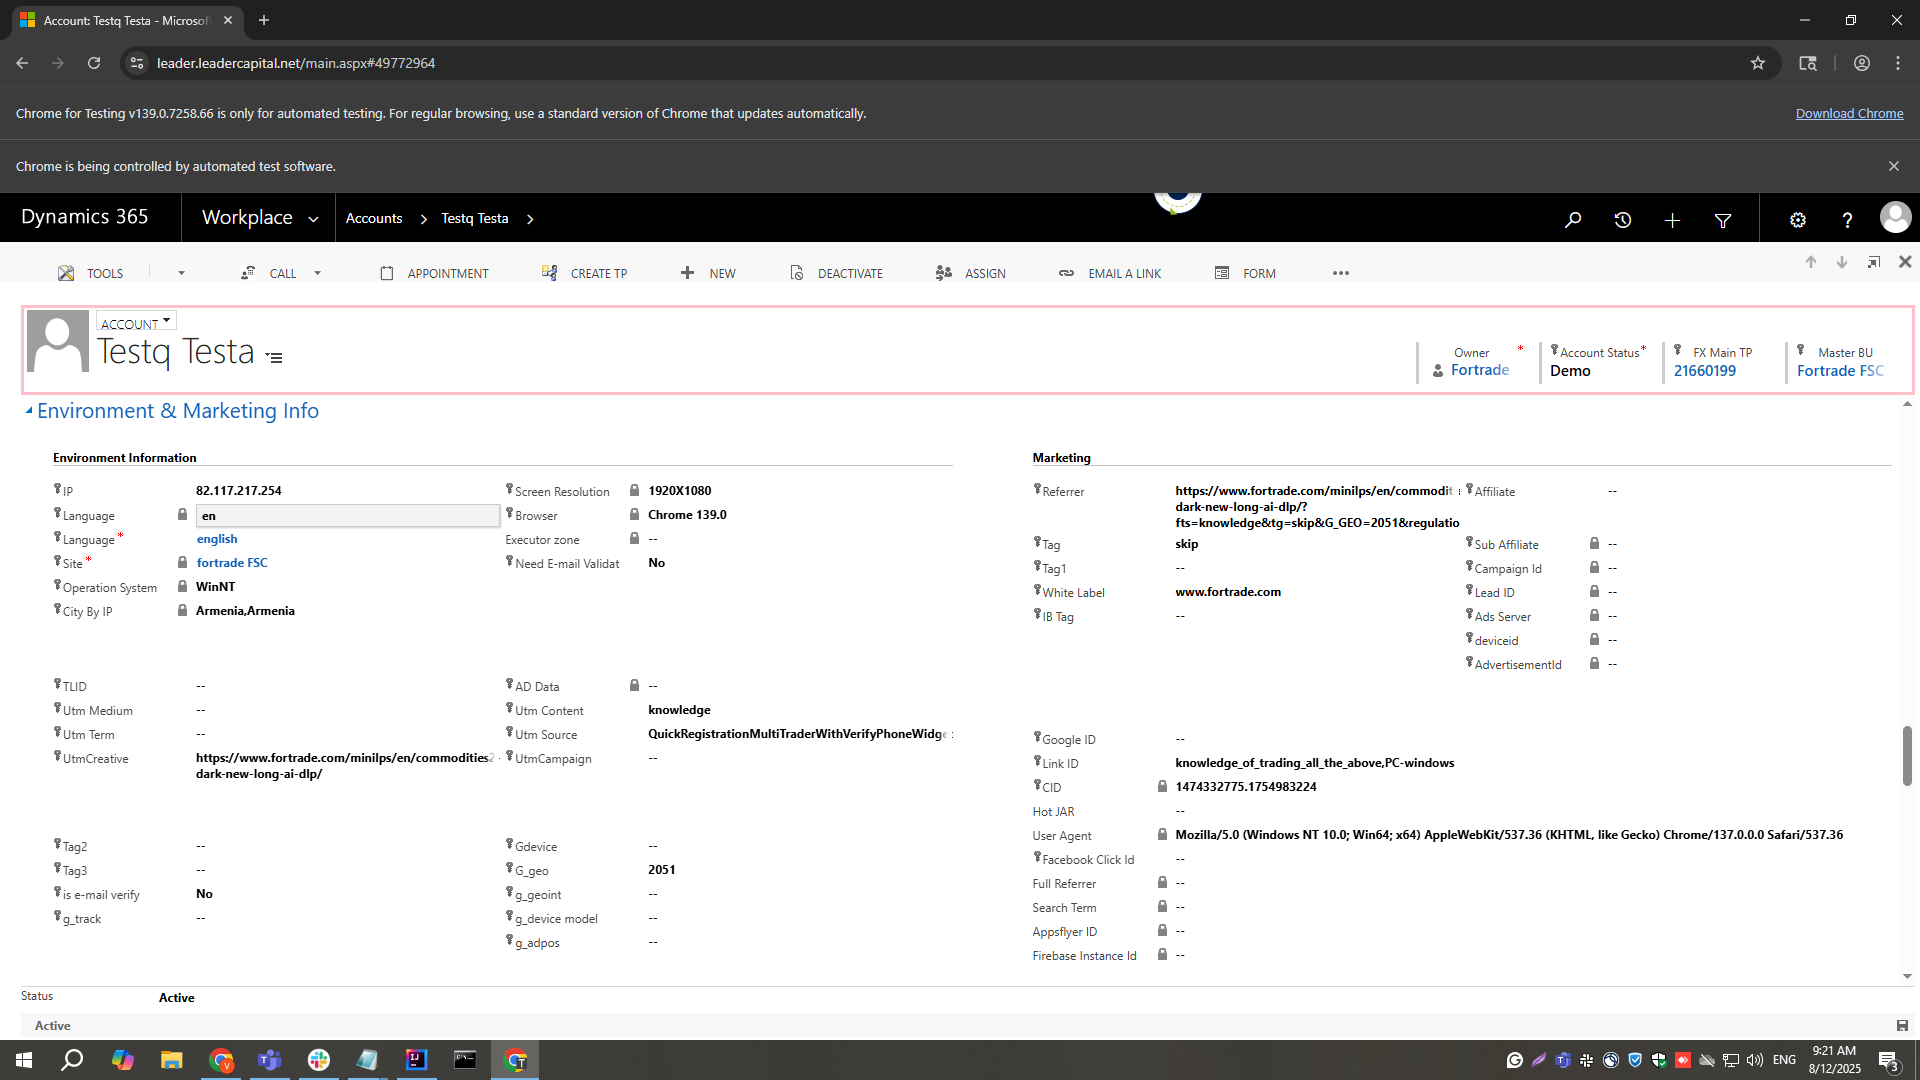 Account: Testq Testa - Microsof
leader.leadercapital.net/main.aspx#49772964
Chrome for Testing v139.0.7258.66 is only for automated testing. For regular browsing, use a standard version of Chrome that updates automatically.
Download Chrome
Chrome is being controlled by automated test software.
Dynamics 365
Workplace
Accounts
Testq Testa
TOOLS
CALL
APPOINTMENT
CREATE TP
NEW
DEACTIVATE
ASSIGN
EMAIL A LINK
FORM
ACCOUNT
Testq Testa
Owner *
Fortrade
Account Status *
Demo
FX Main TP
21660199
Master BU
Fortrade FSC
Environment & Marketing Info
Environment Information
IP 82.117.217.254
Language en
Language * english
Site * fortrade FSC
Operation System WinNT
City By IP Armenia,Armenia
Screen Resolution 1920X1080
Browser Chrome 139.0
Executor zone --
Need E-mail Validat No
TLID --
Utm Medium --
Utm Term --
UtmCreative https://www.fortrade.com/minilps/en/commodities2
dark-new-long-ai-dlp/
AD Data --
Utm Content knowledge
Utm Source QuickRegistrationMultiTraderWithVerifyPhoneWidge
UtmCampaign --
Tag2 --
Tag3 --
is e-mail verify No
g_track --
Gdevice --
G_geo 2051
g_geoint --
g_device model --
g_adpos --
Marketing
Referrer https://www.fortrade.com/minilps/en/commodit
dark-new-long-ai-dlp/?
fts=knowledge&tg=skip&G_GEO=2051&regulatio
Tag skip
Tag1 --
White Label www.fortrade.com
IB Tag --
Affiliate --
Sub Affiliate --
Campaign Id --
Lead ID --
Ads Server --
deviceid --
AdvertisementId --
Google ID --
Link ID knowledge_of_trading_all_the_above,PC-windows
CID 1474332775.1754983224
Hot JAR --
User Agent Mozilla/5.0 (Windows NT 10.0; Win64; x64) AppleWebKit/537.36 (KHTML, like Gecko) Chrome/137.0.0.0 Safari/537.36
Facebook Click Id --
Full Referrer --
Search Term --
Appsflyer ID --
Firebase Instance Id --
Status Active
Active
ENG
9:21 AM
8/12/2025
3